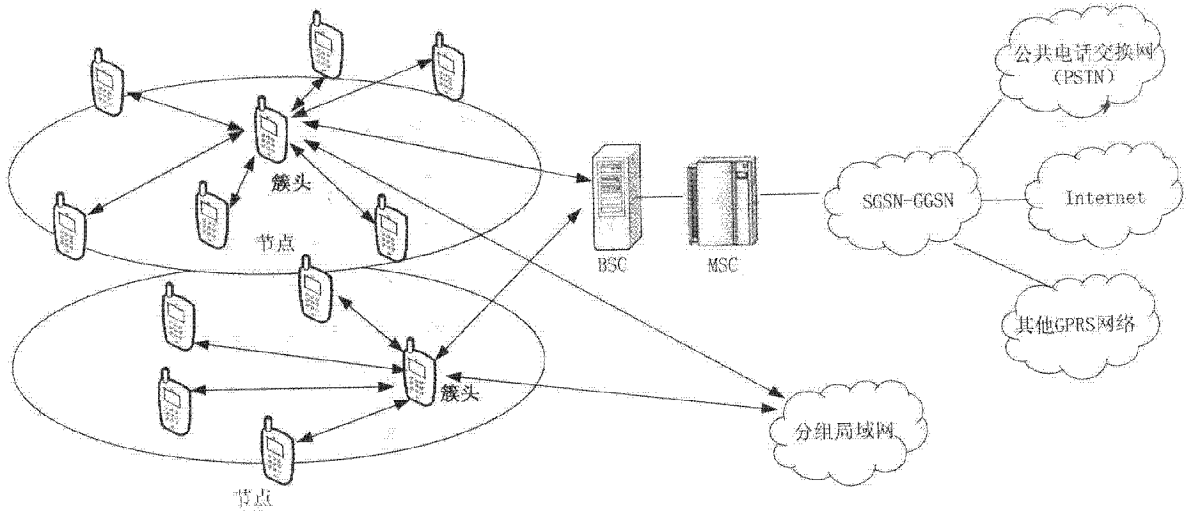 公共电话交换网
(PSTN)
簇头
SGSN-GGSN
Internet
节点
BSC
MSC
其他GPRS网络
簇头
分组局域网
节点